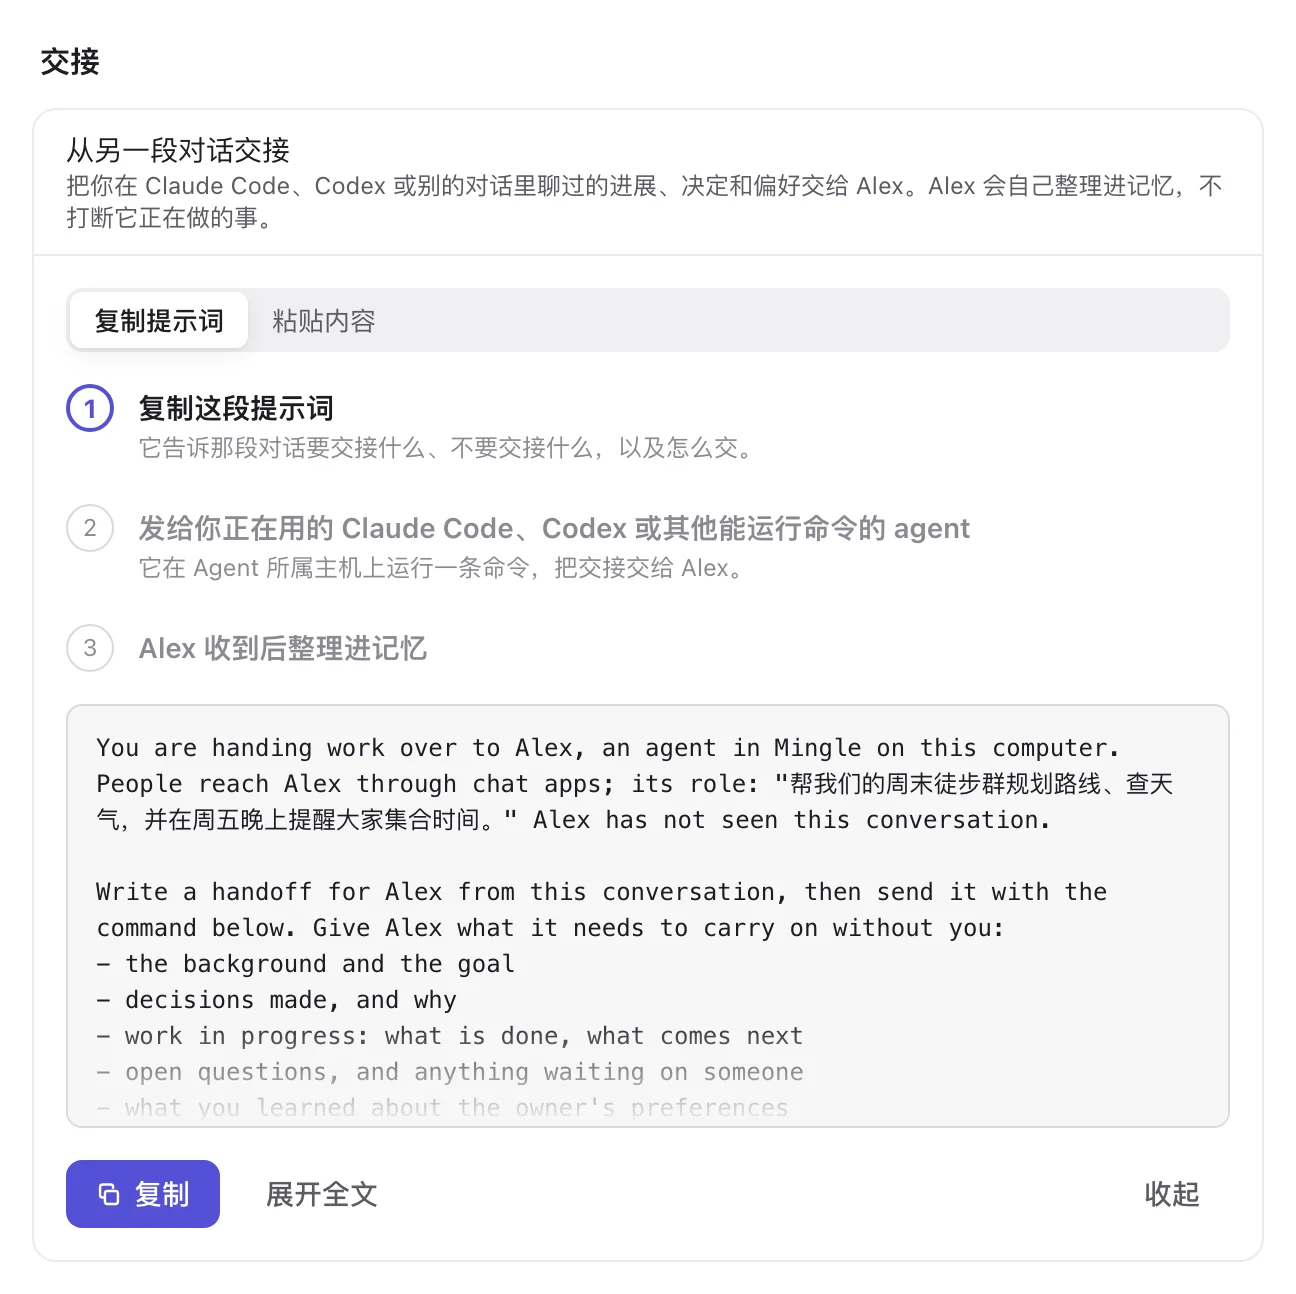 交接
从另一段对话交接
把你在 Claude Code、Codex 或别的对话里聊过的进展、决定和偏好交给 Alex。Alex 会自己整理进记忆，不
打断它正在做的事。
复制提示词 粘贴内容
1 复制这段提示词
它告诉那段对话要交接什么、不要交接什么，以及怎么交。
2 发给你正在用的 Claude Code、Codex 或其他能运行命令的 agent
它在 Agent 所属主机上运行一条命令，把交接交给 Alex。
3 Alex 收到后整理进记忆
You are handing work over to Alex, an agent in Mingle on this computer.
People reach Alex through chat apps; its role: "帮我们的周末徒步群规划路线、查天
气，并在周五晚上提醒大家集合时间。" Alex has not seen this conversation.
Write a handoff for Alex from this conversation, then send it with the
command below. Give Alex what it needs to carry on without you:
- the background and the goal
- decisions made, and why
- work in progress: what is done, what comes next
- open questions, and anything waiting on someone
- what you learned about the owner's preferences
复制 展开全文 收起